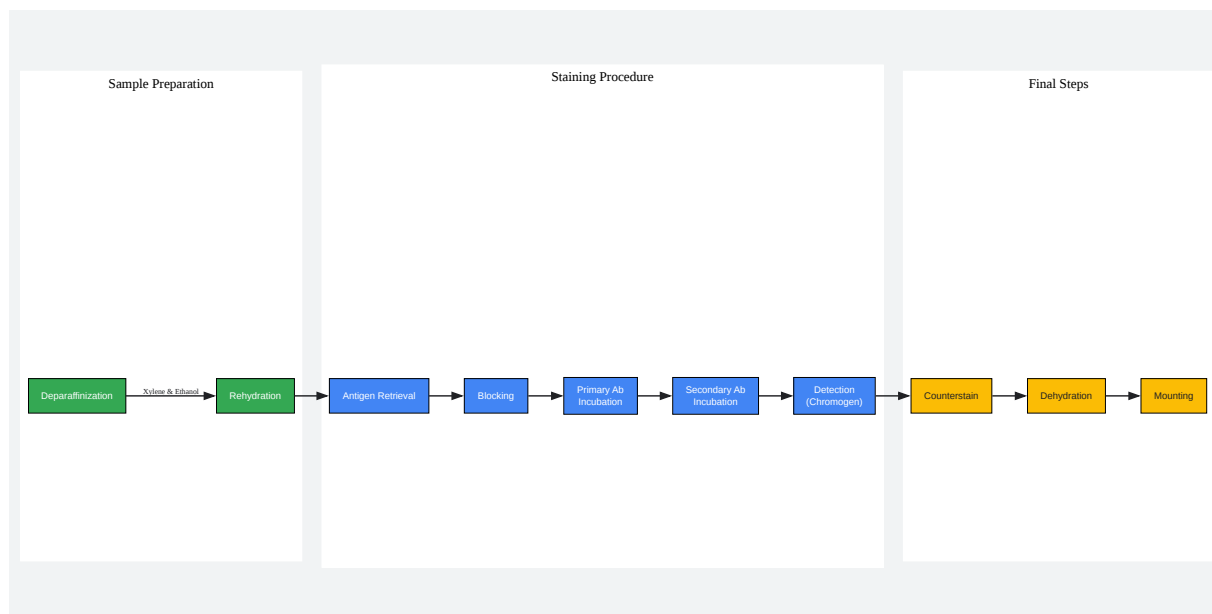 Sample Preparation
Staining Procedure
Final Steps
Deparaffinization
Xylene & Ethanol
Rehydration
Antigen Retrieval
Blocking
Primary Ab
Incubation
Secondary Ab
Incubation
Detection
(Chromogen)
Counterstain
Dehydration
Mounting